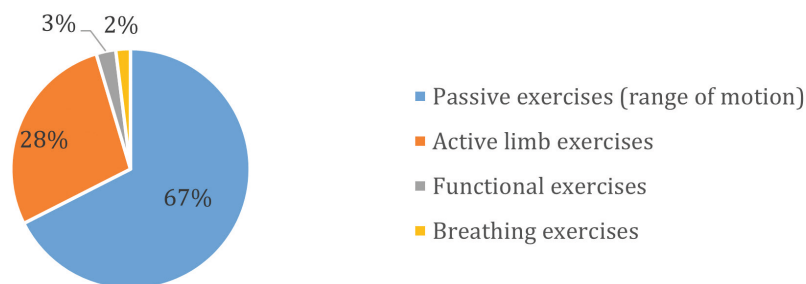 3% 2%
28%
67%
Passive exercises (range of motion)
Active limb exercises
Functional exercises
Breathing exercises